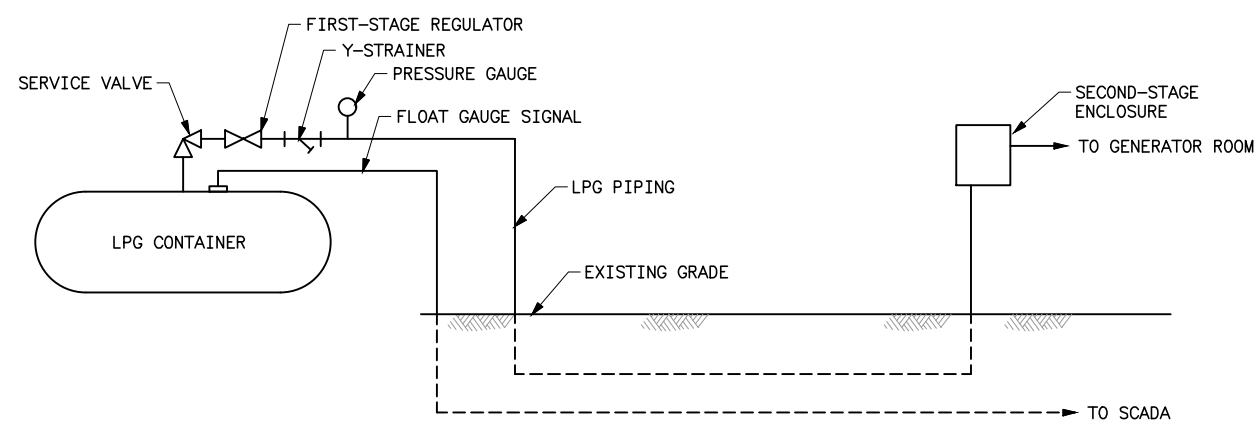 FIRST-STAGE REGULATOR
Y-STRAINER
PRESSURE GAUGE
SERVICE VALVE
FLOAT GAUGE SIGNAL
SECOND-STAGE
ENCLOSURE
TO GENERATOR ROOM
LPG PIPING
LPG CONTAINER
EXISTING GRADE
TO SCADA